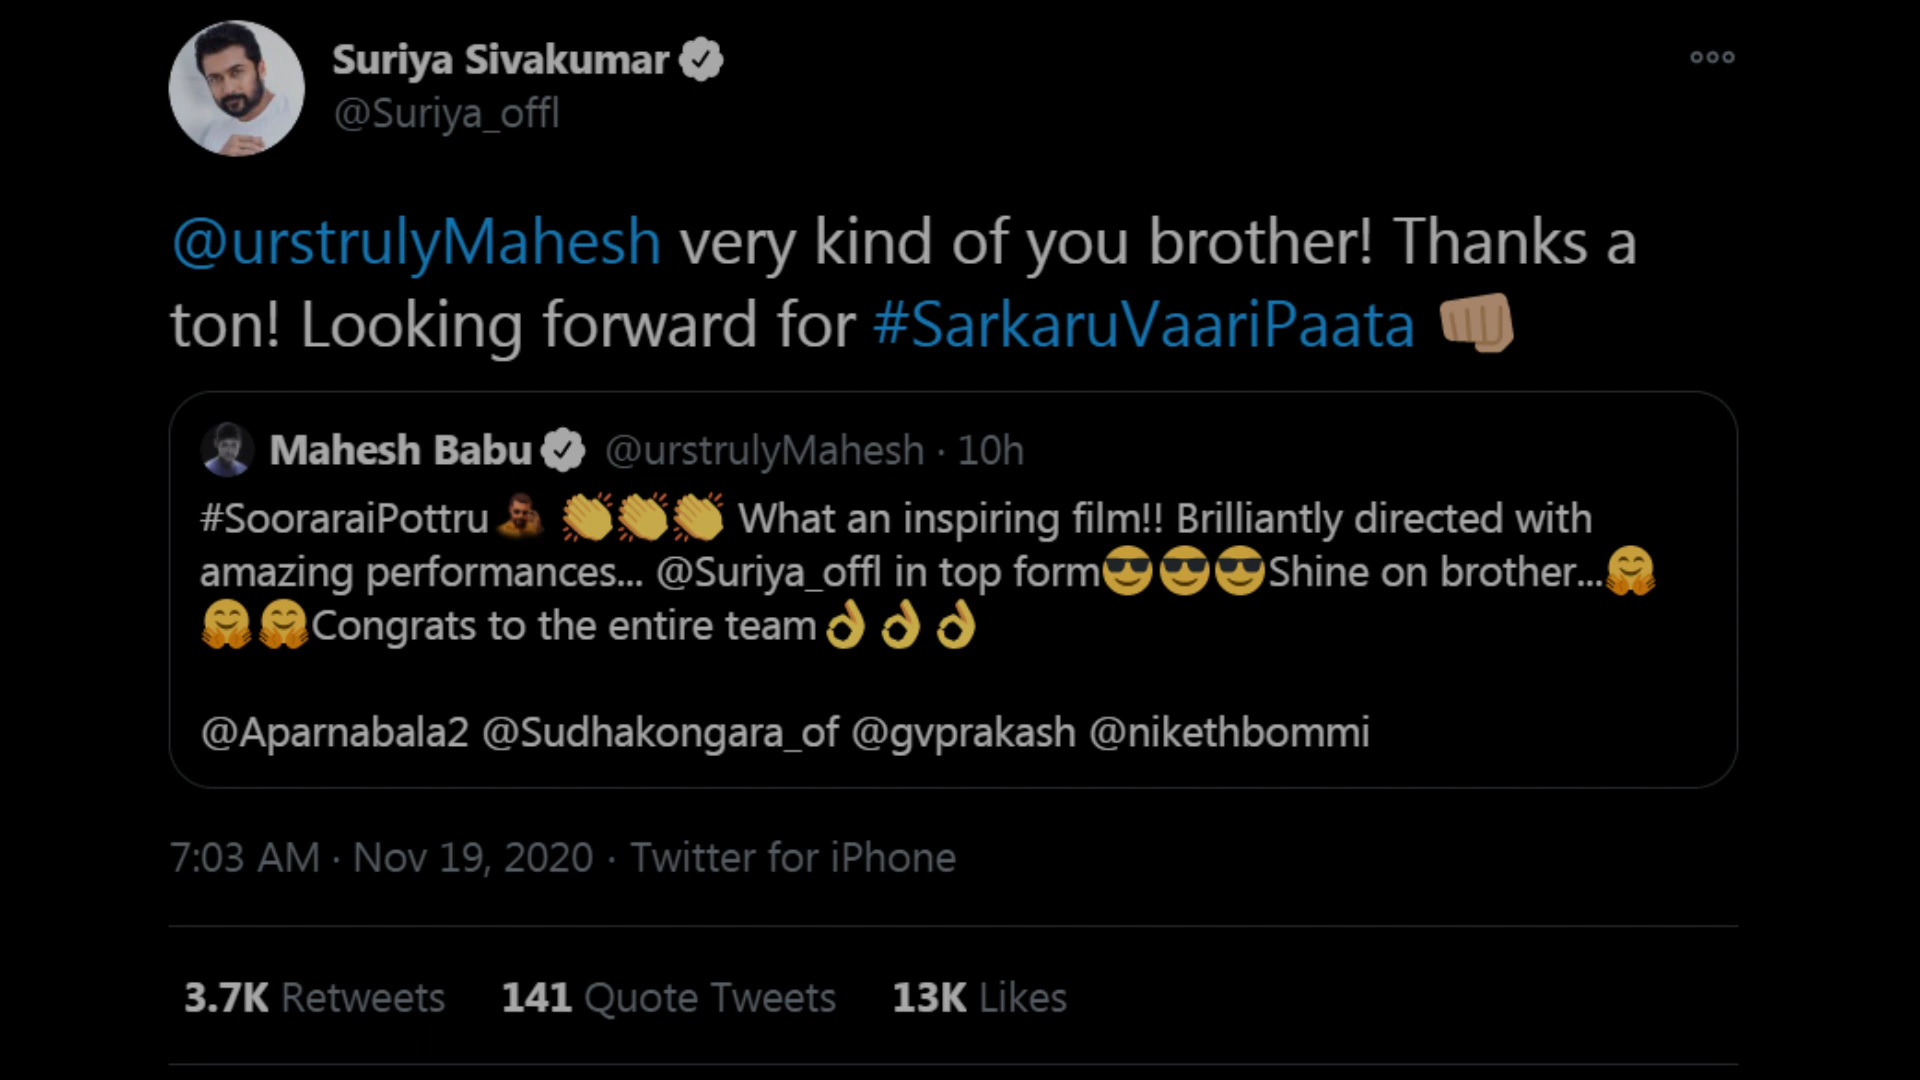 Suriya Sivakumar
@Suriya_offl
@urstrulyMahesh very kind of you brother! Thanks a
ton! Looking forward for #SarkaruVaariPaata 👊🏽
Mahesh Babu @urstrulyMahesh · 10h
#SooraraiPottru 👏👏👏 What an inspiring film!! Brilliantly directed with
amazing performances... @Suriya_offl in top form😎😎😎Shine on brother...🤗
🤗🤗Congrats to the entire team👌👌👌
@Aparnabala2 @Sudhakongara_of @gvprakash @nikethbommi
7:03 AM · Nov 19, 2020 · Twitter for iPhone
3.7K Retweets 141 Quote Tweets 13K Likes